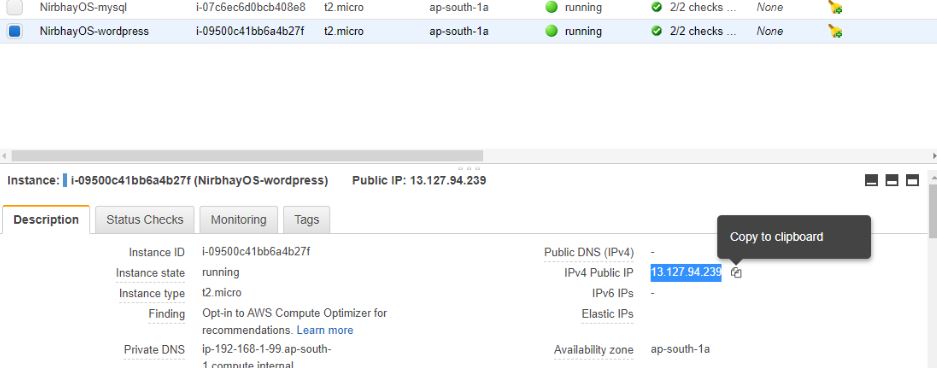 NirbhayOS-mysql i-07c6ec6d0bcb408e8 t2.micro ap-south-1a running 2/2 checks ... None
NirbhayOS-wordpress i-09500c41bb6a4b27f t2.micro ap-south-1a running 2/2 checks ... None
Instance: i-09500c41bb6a4b27f (NirbhayOS-wordpress) Public IP: 13.127.94.239
Description Status Checks Monitoring Tags
Copy to clipboard
Instance ID i-09500c41bb6a4b27f Public DNS (IPv4) -
Instance state running IPv4 Public IP 13.127.94.239
Instance type t2.micro IPv6 IPs -
Finding Opt-in to AWS Compute Optimizer for Elastic IPs
recommendations. Learn more
Private DNS ip-192-168-1-99.ap-south- Availability zone ap-south-1a
1.compute.internal